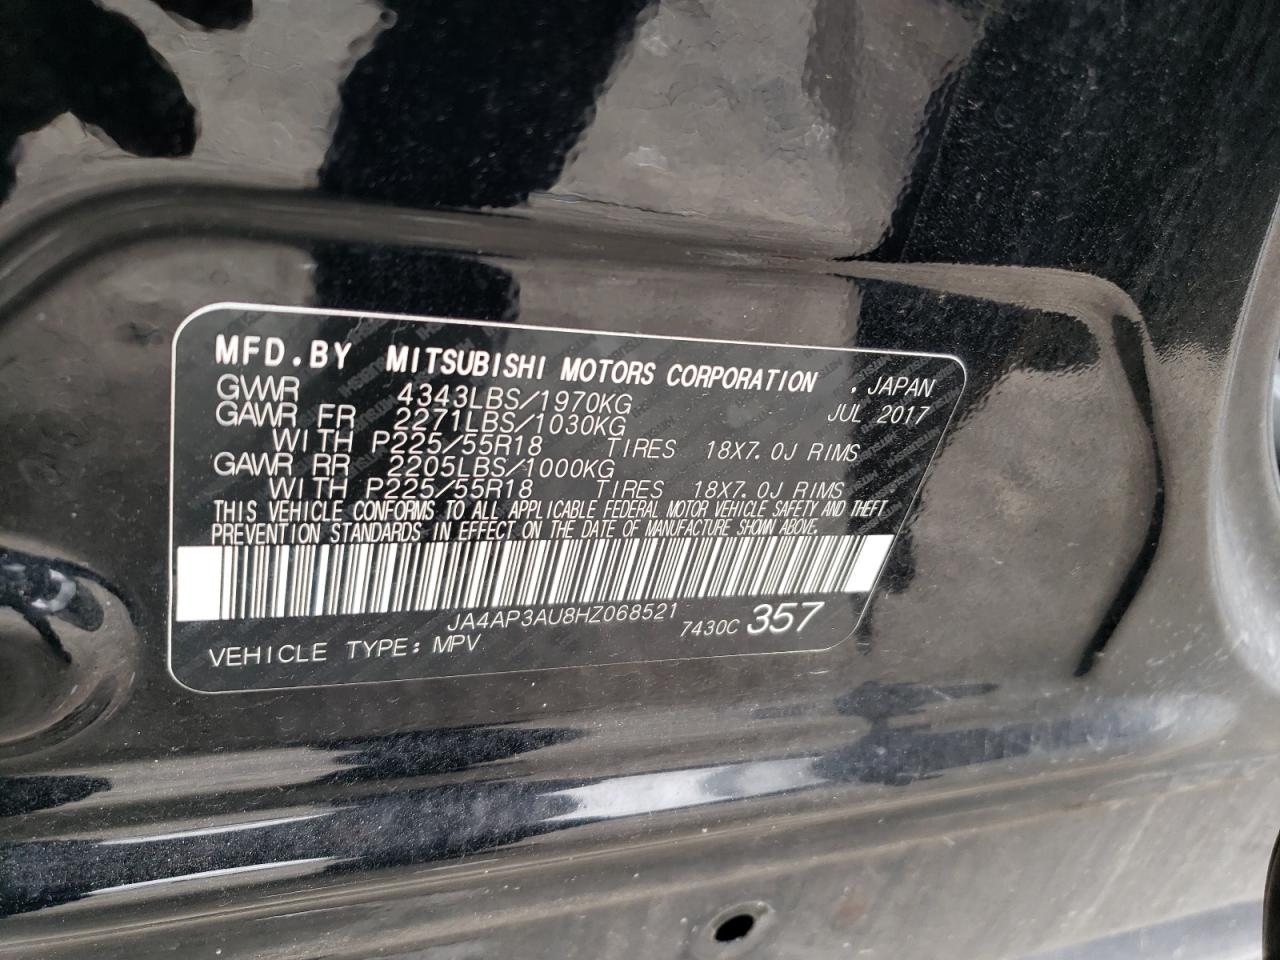 MFD.BY MITSUBISHI MOTORS CORPORATION . JAPAN
GVWR 4343LBS/1970KG JUL 2017
GAWR FR 2271LBS/1030KG
WITH P225/55R18 TIRES 18X7.0J RIMS
GAWR RR 2205LBS/1000KG
WITH P225/55R18 TIRES 18X7.0J RIMS
THIS VEHICLE CONFORMS TO ALL APPLICABLE FEDERAL MOTOR VEHICLE SAFETY AND THEFT
PREVENTION STANDARDS IN EFFECT ON THE DATE OF MANUFACTURE SHOWN ABOVE.
JA4AP3AU8HZ068521 7430C 357
VEHICLE TYPE: MPV